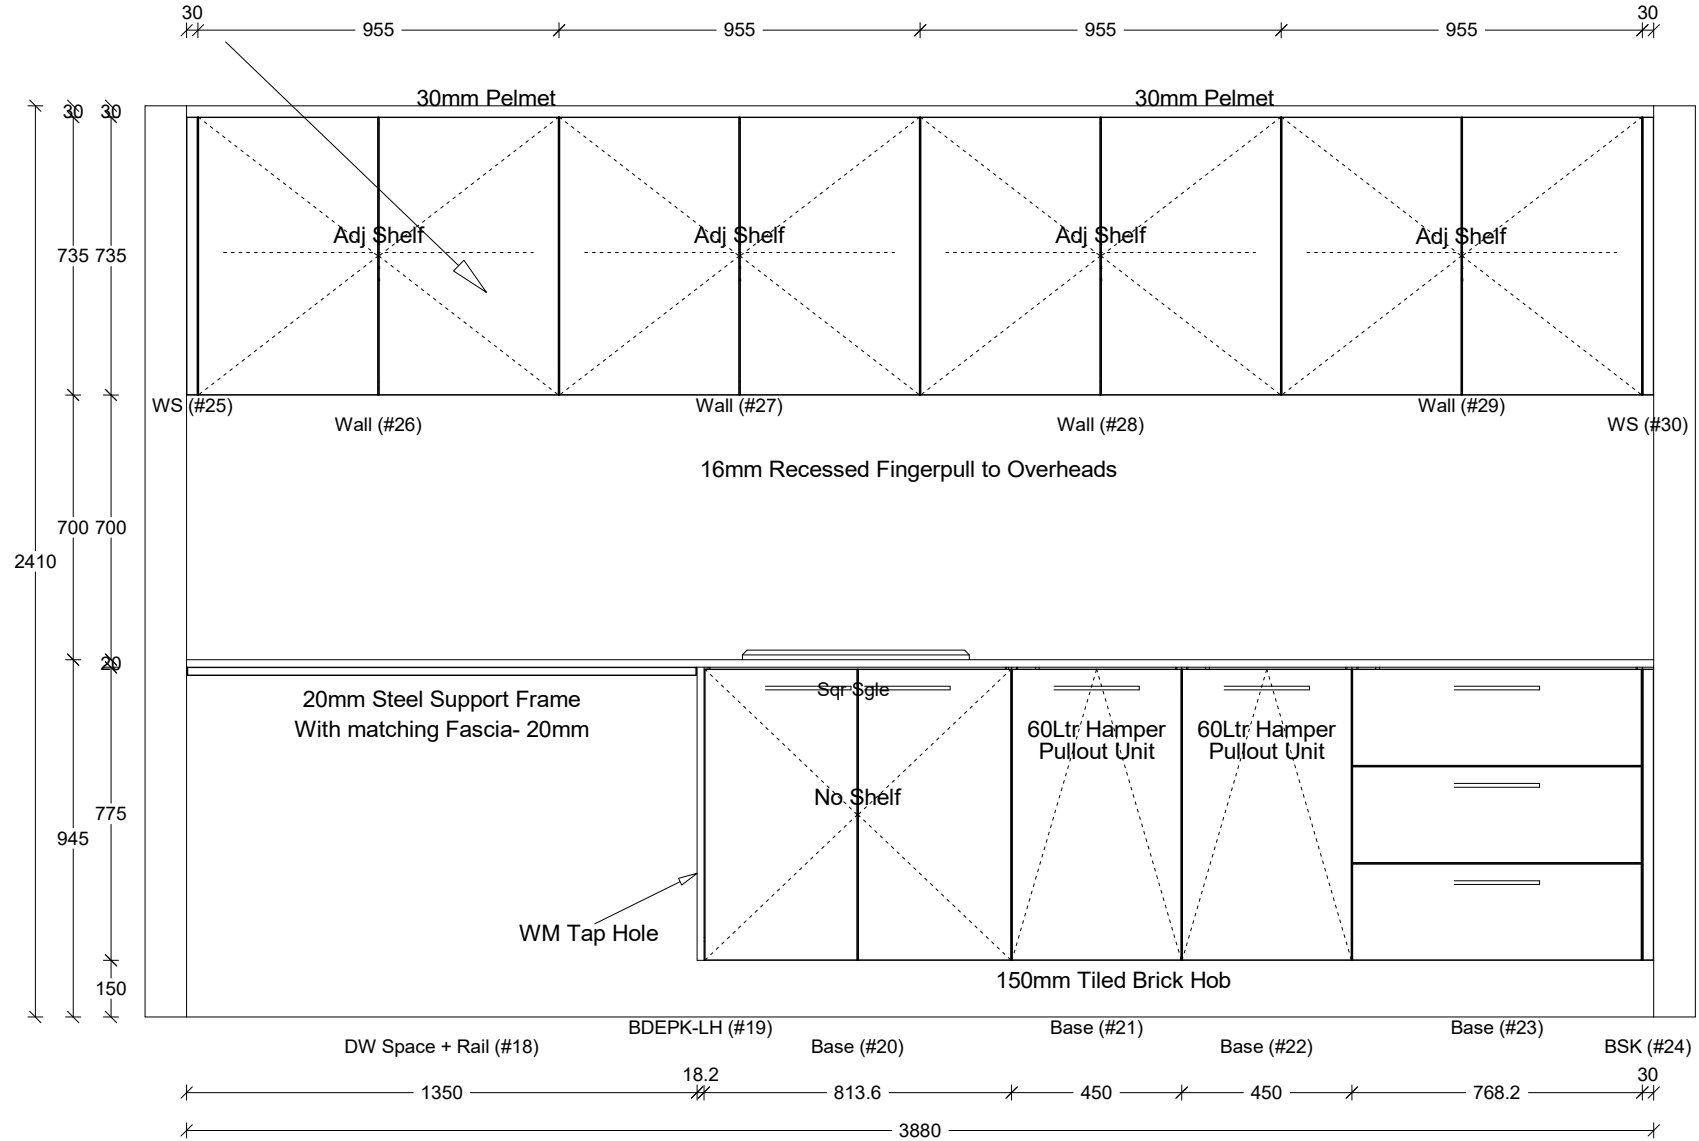 30 955 955 955 955 30
30mm Pelmet 30mm Pelmet
30 30
Adj Shelf Adj Shelf Adj Shelf Adj Shelf
735 735
WS (#25) Wall (#27) Wall (#29)
Wall (#26) Wall (#28) WS (#30)
16mm Recessed Fingerpull to Overheads
700 700
2410
20
Sqr Sgle
20mm Steel Support Frame
With matching Fascia- 20mm
60Ltr Hamper
Pullout Unit
60Ltr Hamper
Pullout Unit
No Shelf
775
945
WM Tap Hole
150mm Tiled Brick Hob
150
BDEPK-LH (#19) Base (#21) Base (#23)
DW Space + Rail (#18) Base (#20) Base (#22) BSK (#24)
1350 18.2 813.6 450 450 768.2 30
3880